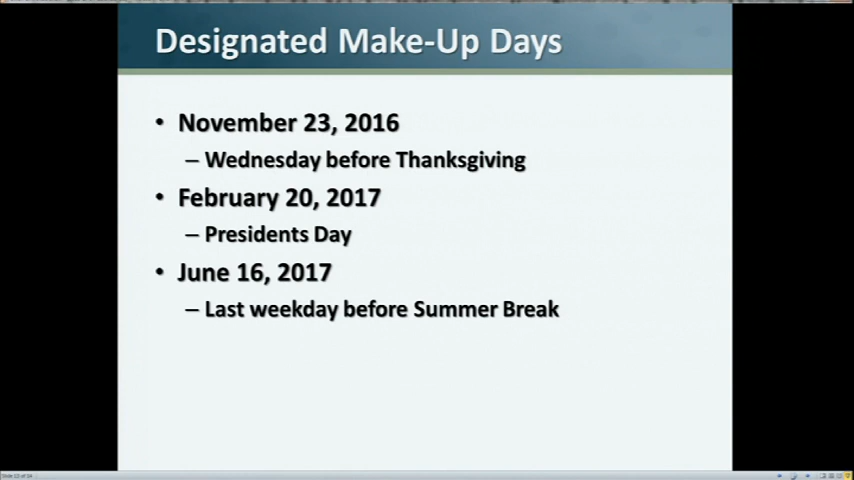 Designated Make-Up Days
• November 23, 2016
– Wednesday before Thanksgiving
• February 20, 2017
– Presidents Day
• June 16, 2017
– Last weekday before Summer Break